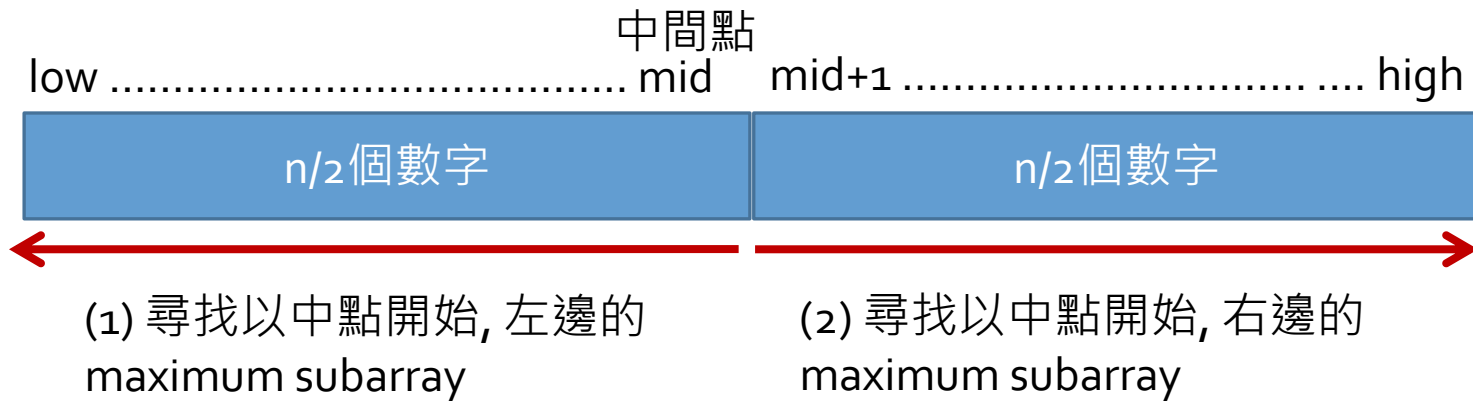 中間點
low ......................................... mid
mid+1 ................................ .... high
n/2個數字
n/2個數字
(1) 尋找以中點開始, 左邊的
maximum subarray
(2) 尋找以中點開始, 右邊的
maximum subarray